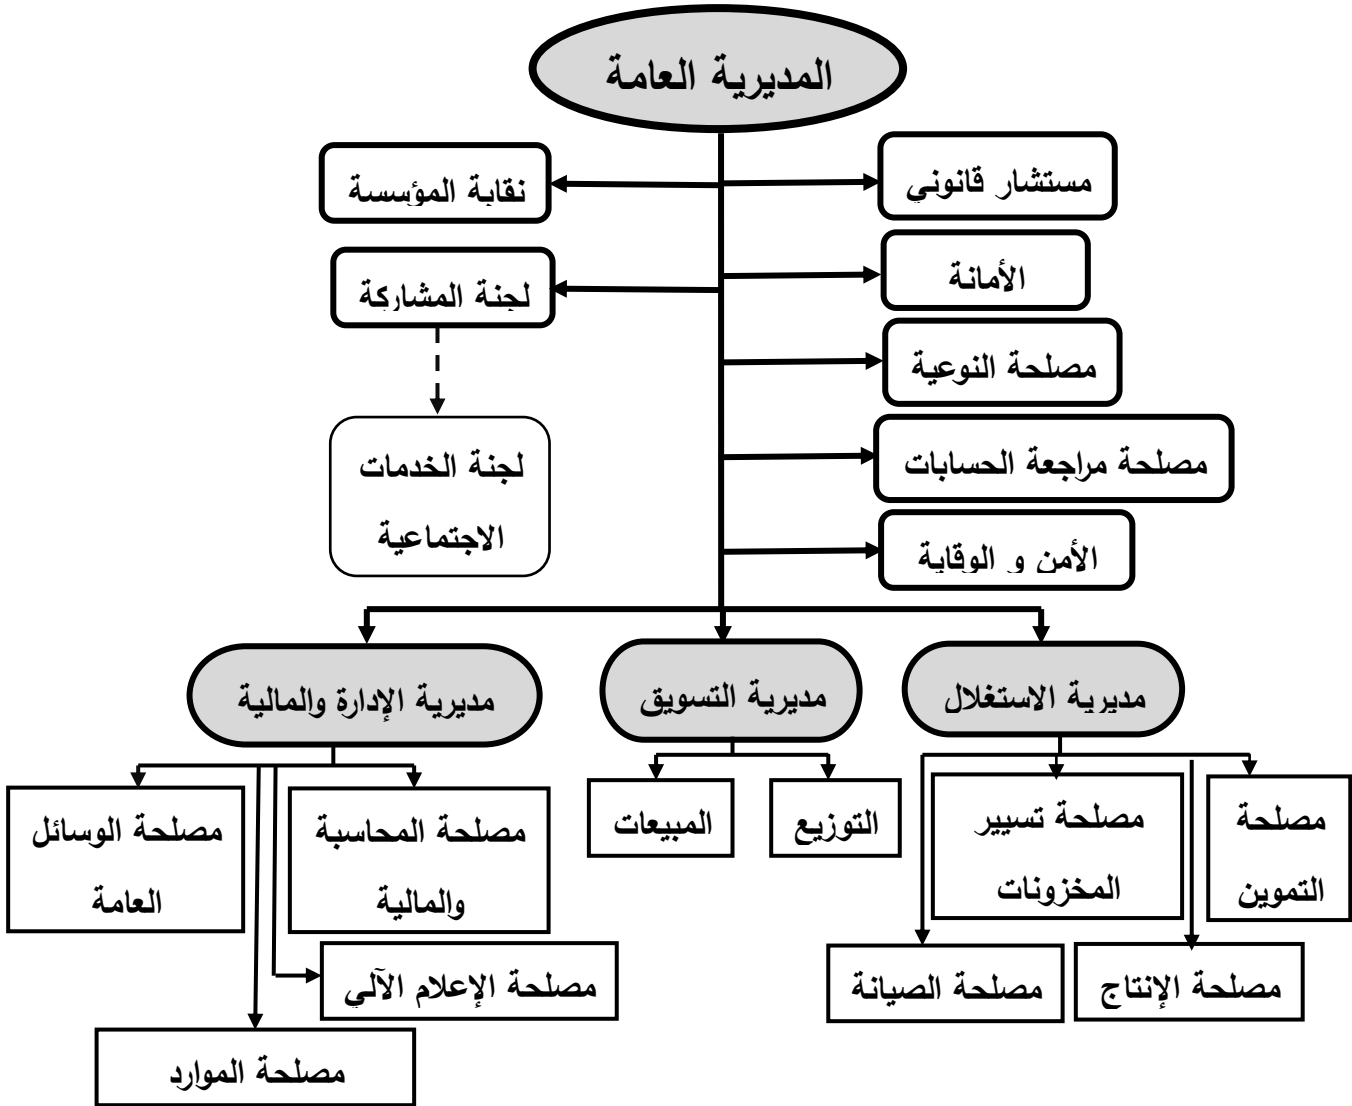 المديرية العامة
مستشار قانوني
نقابة المؤسسة
الأمانة
لجنة المشاركة
مصلحة النوعية
مصلحة مراجعة الحسابات
لجنة الخدمات
الاجتماعية
الأمن و الوقاية
مديرية الاستغلال
مديرية التسويق
مديرية الإدارة والمالية
مصلحة
التموين
مصلحة تسيير
المخزونات
التوزيع
المبيعات
مصلحة المحاسبة
والمالية
مصلحة الوسائل
العامة
مصلحة الإنتاج
مصلحة الصيانة
مصلحة الإعلام الآلي
مصلحة الموارد